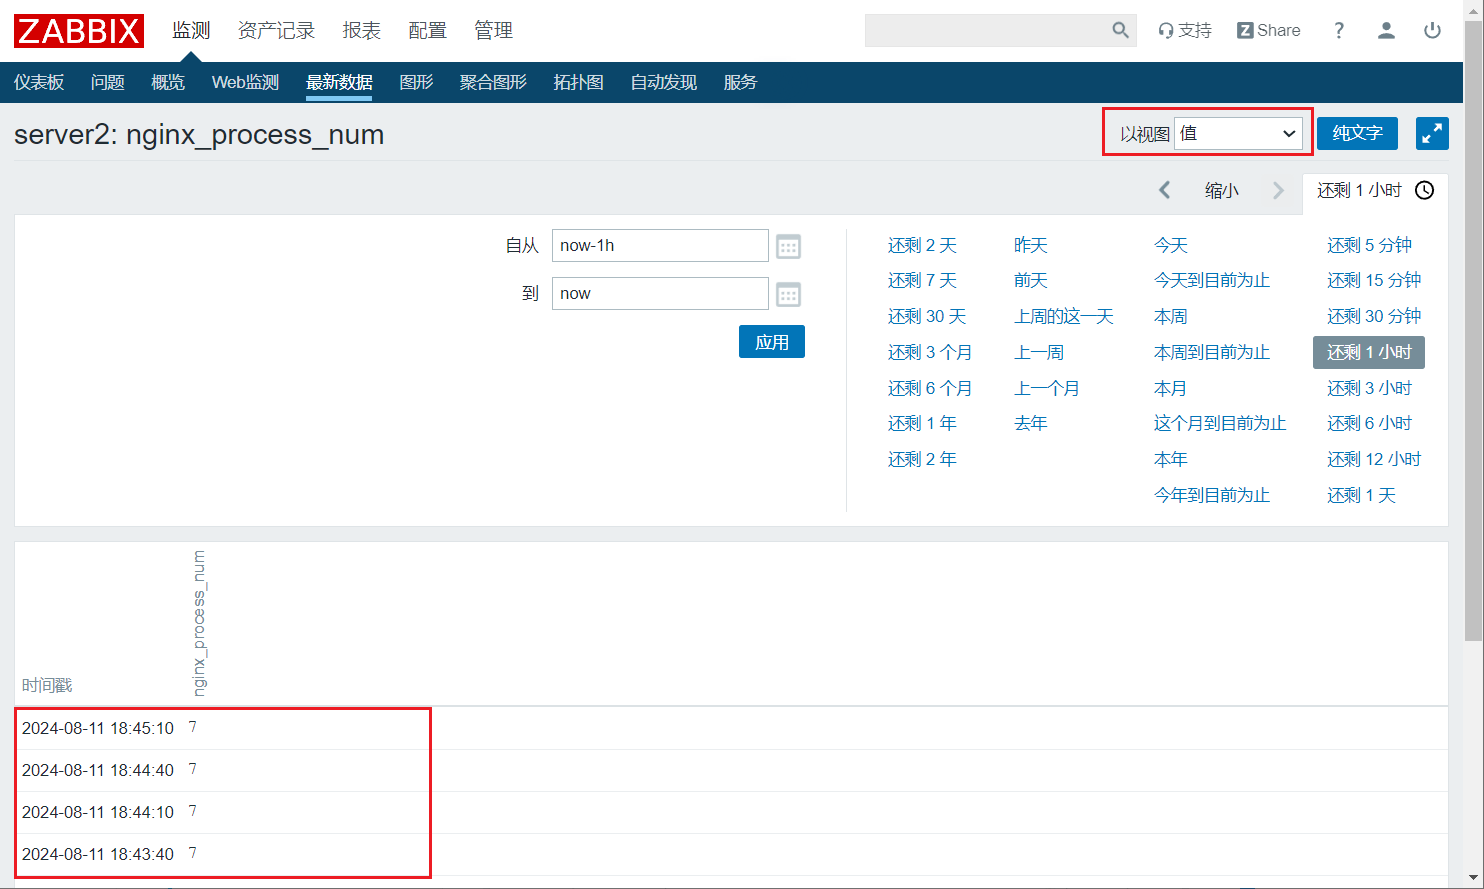 ZABBIX 监测 资产记录 报表 配置 管理 支持 Z Share ?
仪表板 问题 概览 Web监测 最新数据 图形 聚合图形 拓扑图 自动发现 服务
server2: nginx_process_num 以视图 值 纯文字
缩小 还剩 1 小时
自从 now-1h
到 now
应用
还剩 2 天 昨天 今天 还剩 5 分钟
还剩 7 天 前天 今天到目前为止 还剩 15 分钟
还剩 30 天 上周的这一天 本周 还剩 30 分钟
还剩 3 个月 上一周 本周到目前为止 还剩 1 小时
还剩 6 个月 上一个月 本月 还剩 3 小时
还剩 1 年 去年 这个月到目前为止 还剩 6 小时
还剩 2 年 本年 还剩 12 小时
今年到目前为止 还剩 1 天
时间戳 nginx_process_num
2024-08-11 18:45:10 7
2024-08-11 18:44:40 7
2024-08-11 18:44:10 7
2024-08-11 18:43:40 7